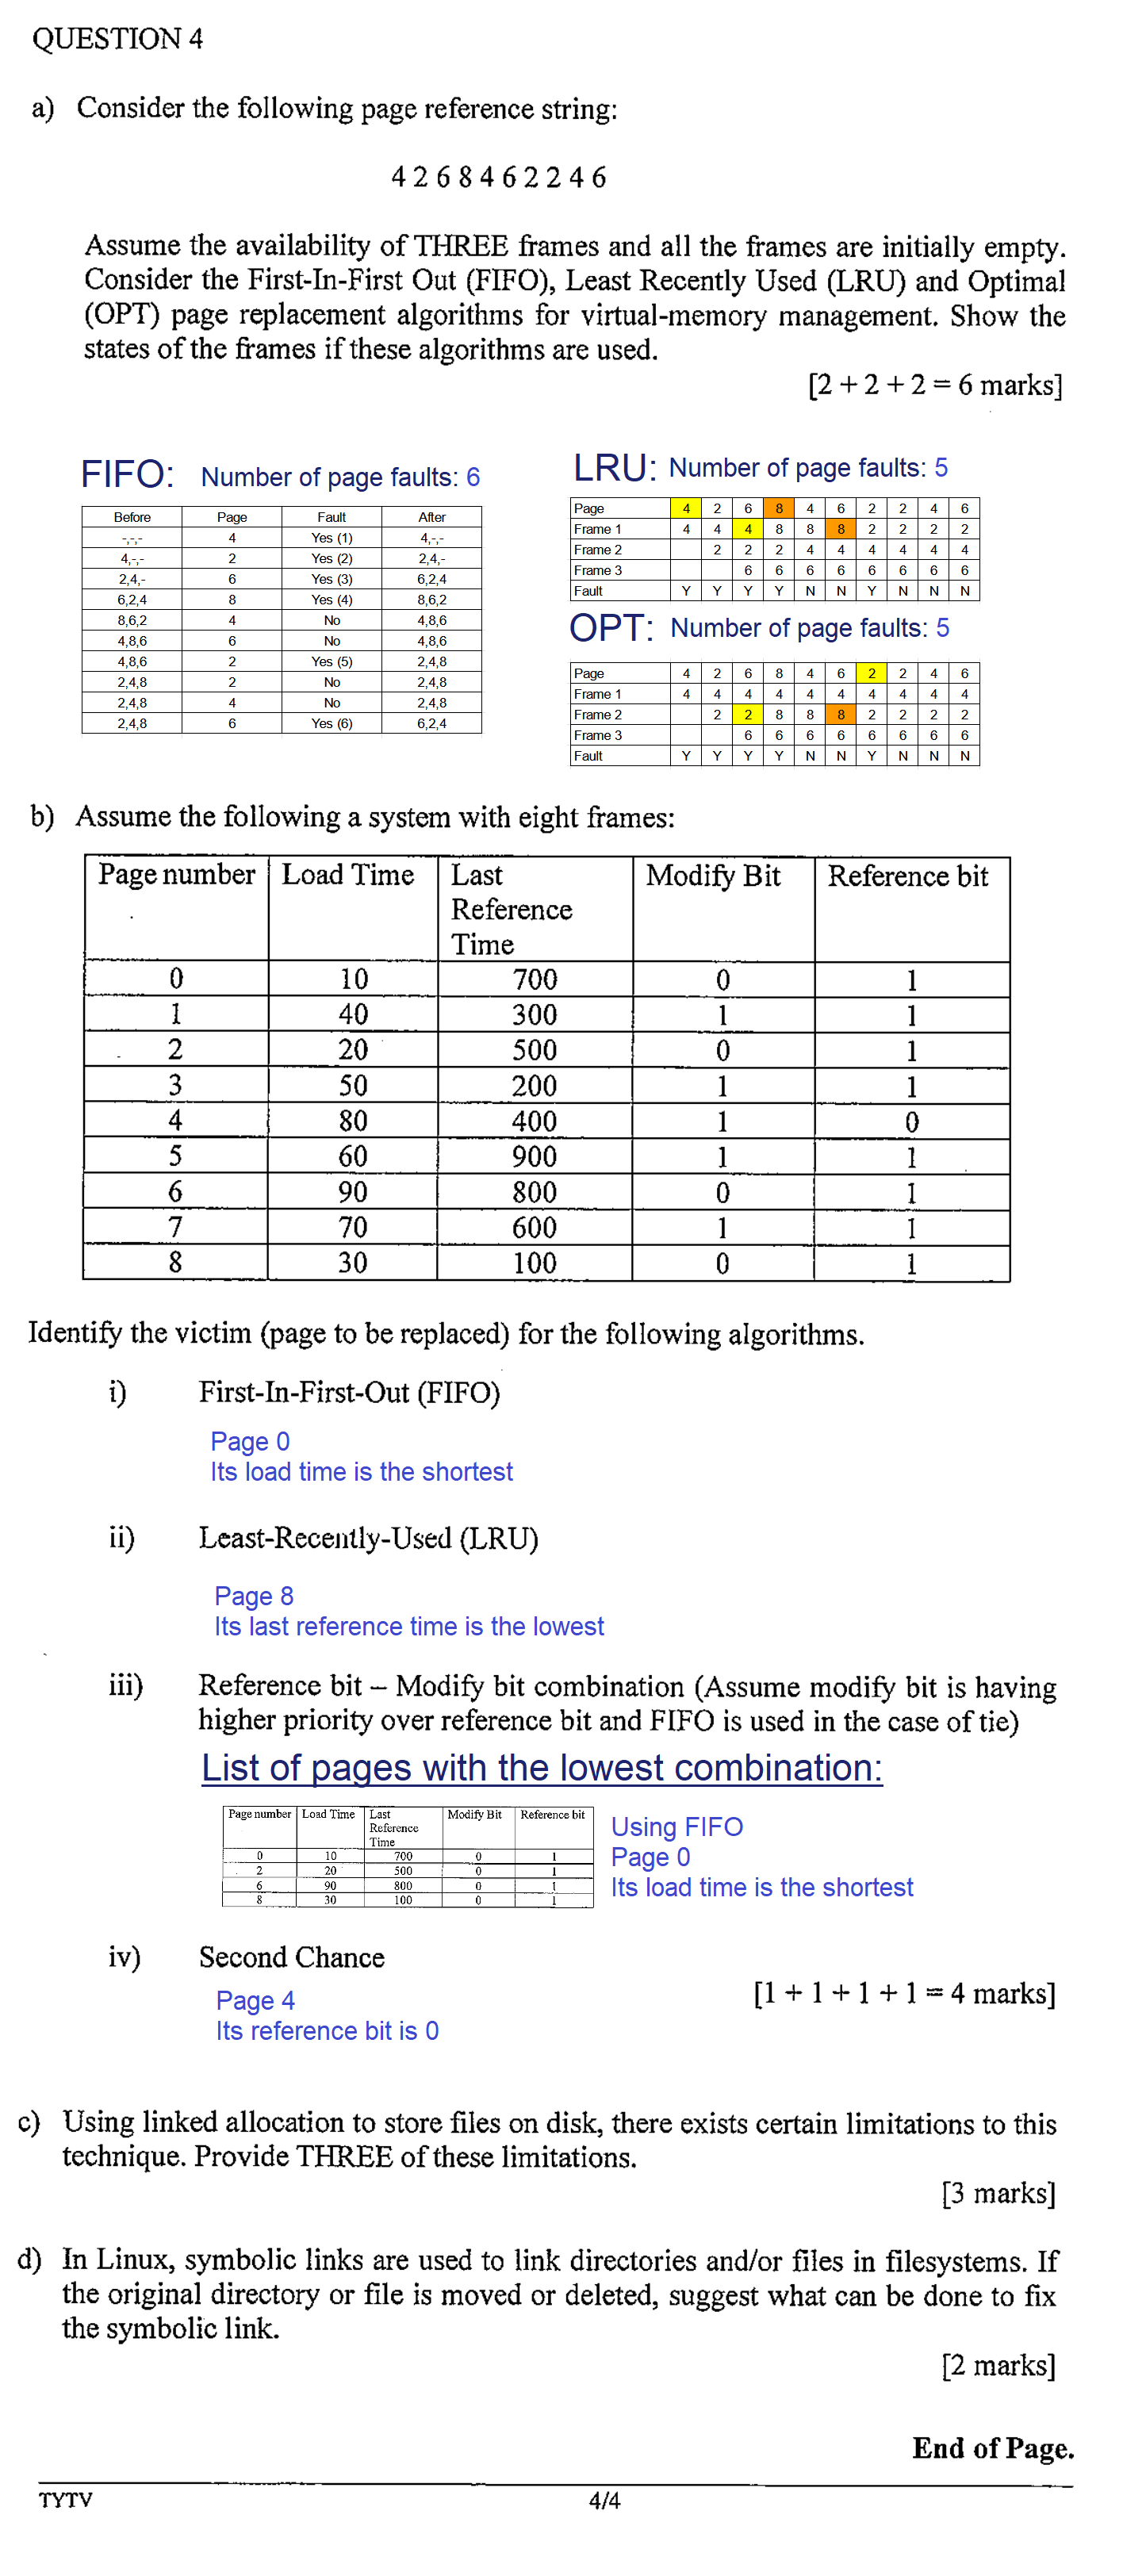 QUESTION 4
a) Consider the following page reference string:
4 2 6 8 4 6 2 2 4 6
Assume the availability of THREE frames and all the frames are initially empty.
Consider the First-In-First Out (FIFO), Least Recently Used (LRU) and Optimal
(OPT) page replacement algorithms for virtual-memory management. Show the
states of the frames if these algorithms are used.
[2 + 2 + 2 = 6 marks]
FIFO: Number of page faults: 6
Before Page Fault After
-,-,- 4 Yes (1) 4,-,-
4,-,- 2 Yes (2) 2,4,-
2,4,- 6 Yes (3) 6,2,4
6,2,4 8 Yes (4) 8,6,2
8,6,2 4 No 4,8,6
4,8,6 6 No 4,8,6
4,8,6 2 Yes (5) 2,4,8
2,4,8 2 No 2,4,8
2,4,8 4 No 2,4,8
2,4,8 6 Yes (6) 6,2,4
LRU: Number of page faults: 5
Page 4 2 6 8 4 6 2 2 4 6
Frame 1 4 4 4 8 8 8 2 2 2 2
Frame 2 2 2 2 4 4 4 4 4 4
Frame 3 6 6 6 6 6 6 6 6
Fault Y Y Y Y N N Y N N N
OPT: Number of page faults: 5
Page 4 2 6 8 4 6 2 2 4 6
Frame 1 4 4 4 4 4 4 4 4 4 4
Frame 2 2 2 8 8 8 2 2 2 2
Frame 3 6 6 6 6 6 6 6 6
Fault Y Y Y Y N N Y N N N
b) Assume the following a system with eight frames:
Page number Load Time Last Reference Time Modify Bit Reference bit
0 10 700 0 1
1 40 300 1 1
2 20 500 0 1
3 50 200 1 1
4 80 400 1 0
5 60 900 1 1
6 90 800 0 1
7 70 600 1 1
8 30 100 0 1
Identify the victim (page to be replaced) for the following algorithms.
i) First-In-First-Out (FIFO)
Page 0
Its load time is the shortest
ii) Least-Recently-Used (LRU)
Page 8
Its last reference time is the lowest
iii) Reference bit – Modify bit combination (Assume modify bit is having
higher priority over reference bit and FIFO is used in the case of tie)
List of pages with the lowest combination:
Page number Load Time Last Reference Time Modify Bit Reference bit
0 10 700 0 1
2 20 500 0 1
6 90 800 0 1
8 30 100 0 1
Using FIFO
Page 0
Its load time is the shortest
iv) Second Chance
[1 + 1 + 1 + 1 = 4 marks]
Page 4
Its reference bit is 0
c) Using linked allocation to store files on disk, there exists certain limitations to this
technique. Provide THREE of these limitations.
[3 marks]
d) In Linux, symbolic links are used to link directories and/or files in filesystems. If
the original directory or file is moved or deleted, suggest what can be done to fix
the symbolic link.
[2 marks]
End of Page.
TYTV 4/4